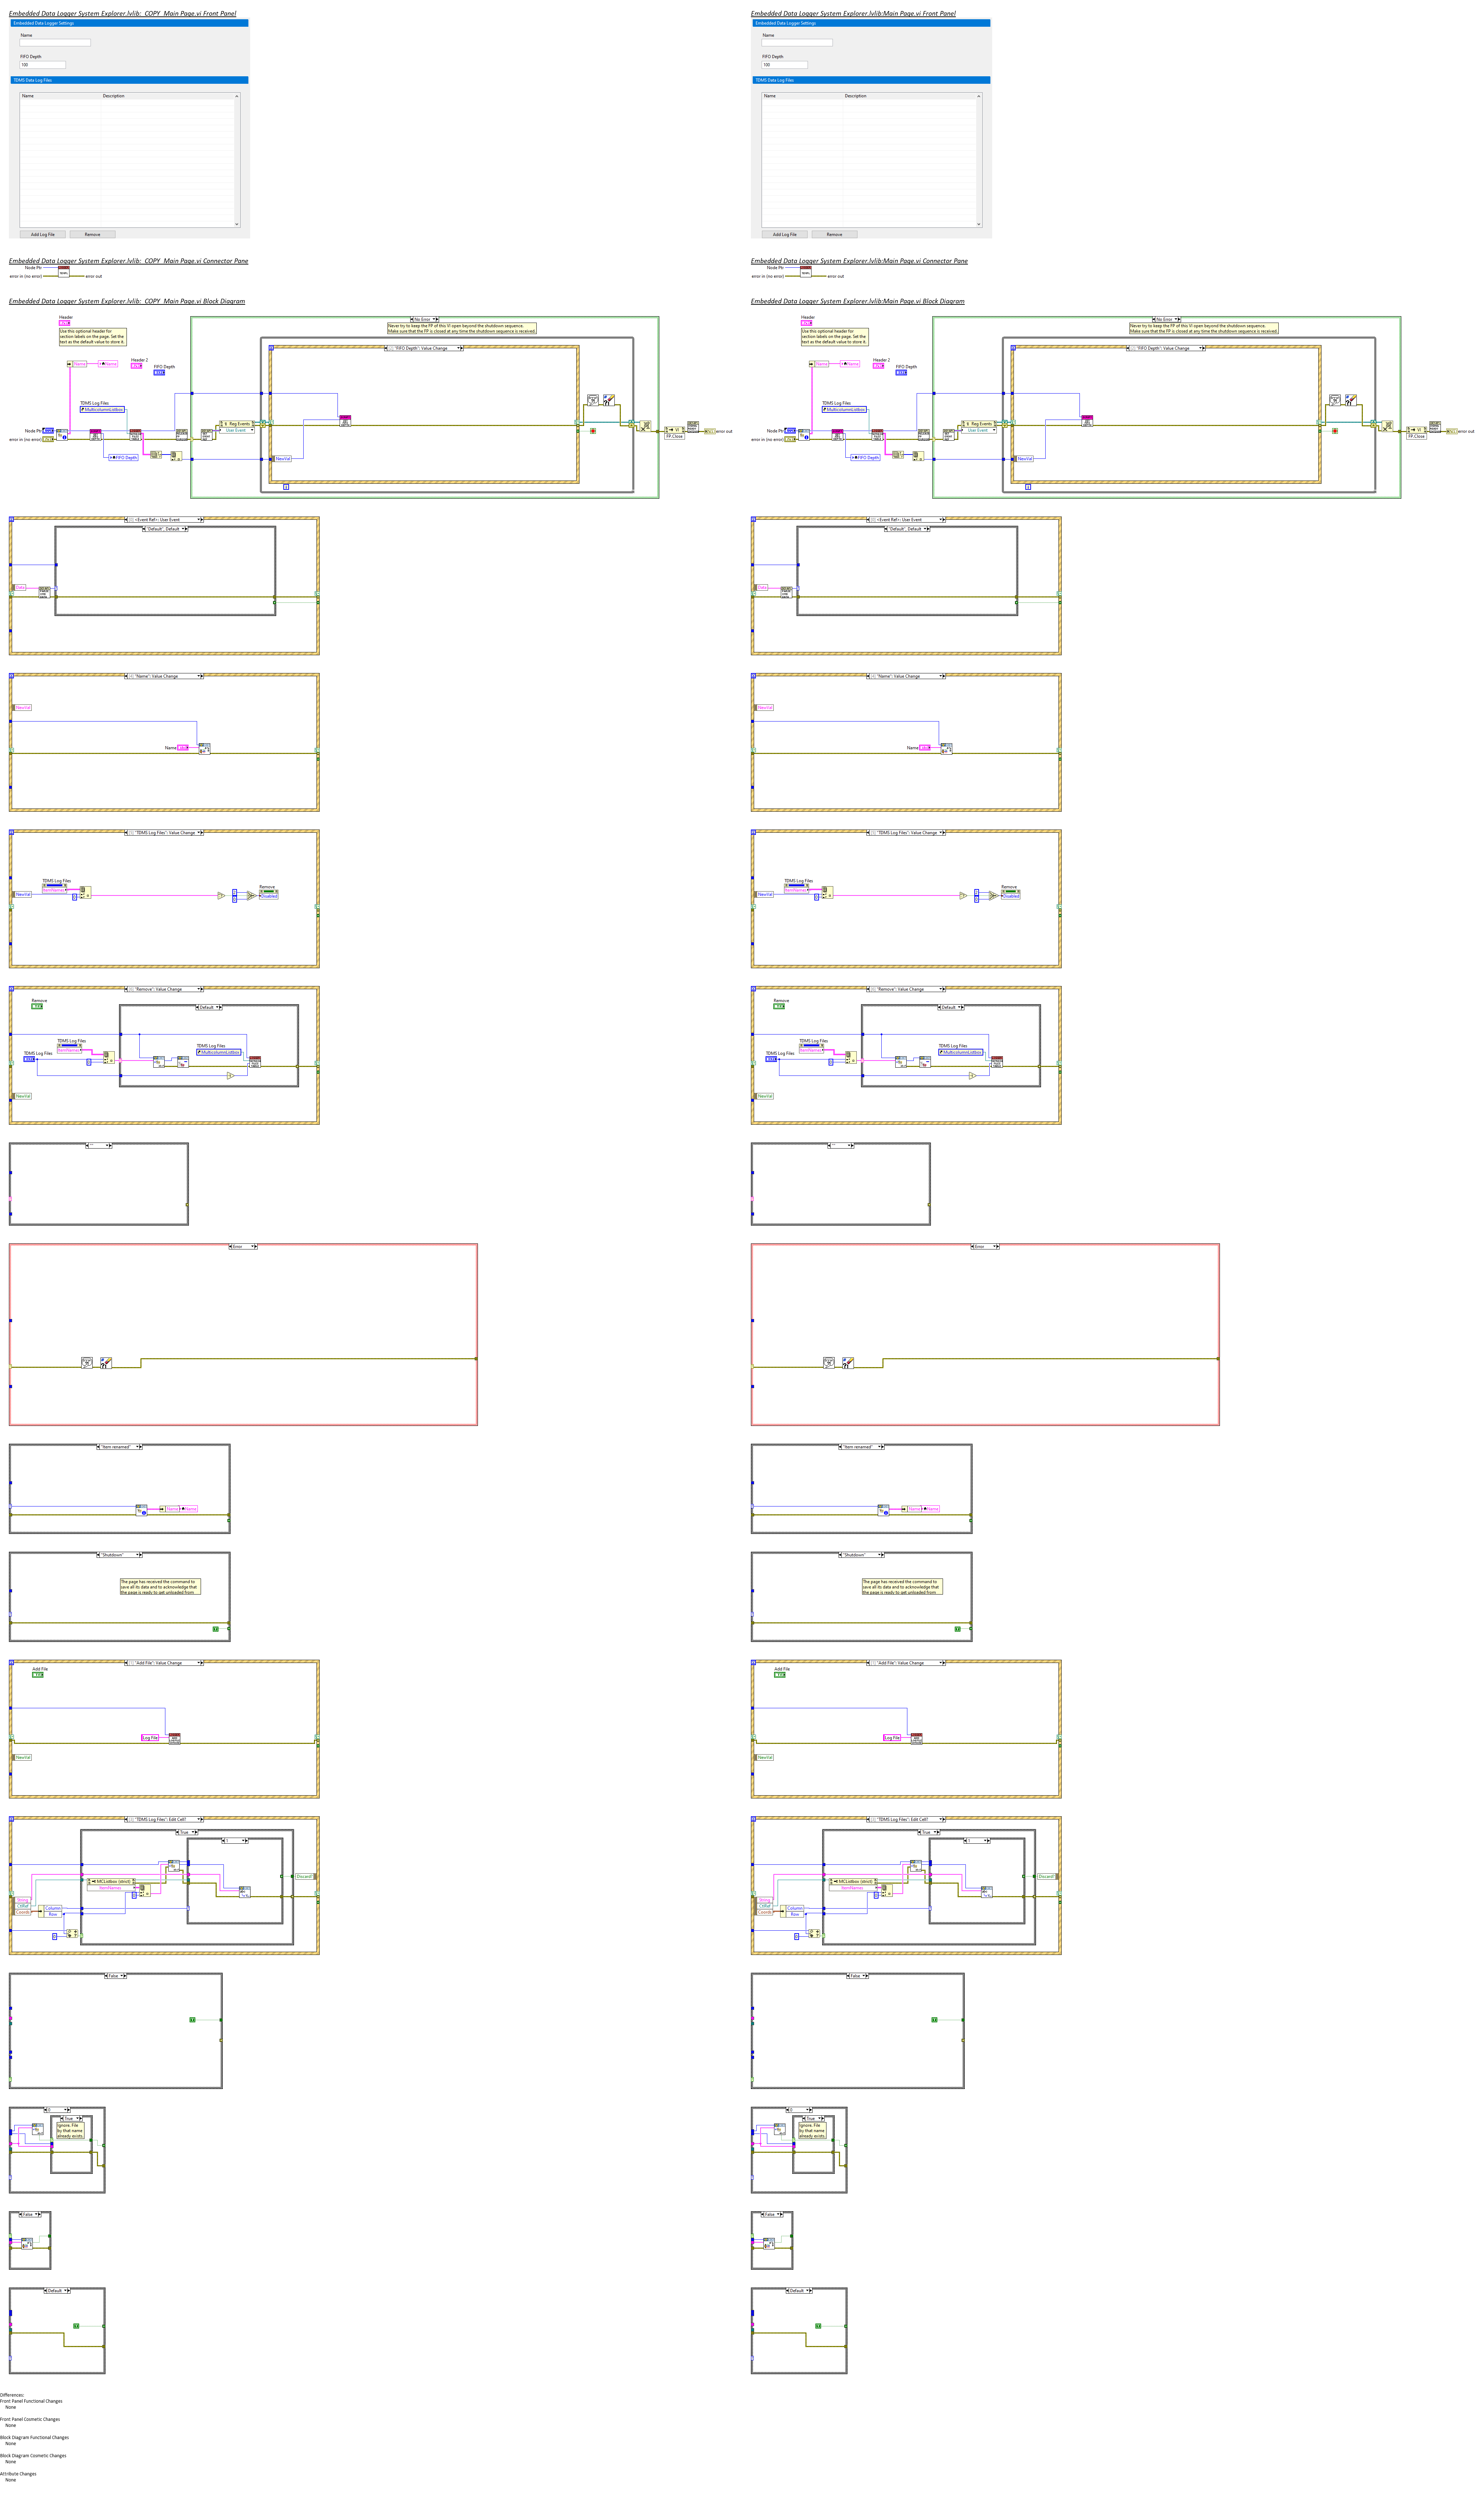 Embedded Data Logger System Explorer.lvlib:_COPY_Main Page.vi Front Panel
Embedded Data Logger Settings
Name
FIFO Depth
100
TDMS Data Log Files
Name Description
Add Log File Remove
Embedded Data Logger System Explorer.lvlib:Main Page.vi Front Panel
Embedded Data Logger Settings
Name
FIFO Depth
100
TDMS Data Log Files
Name Description
Add Log File Remove
Embedded Data Logger System Explorer.lvlib:_COPY_Main Page.vi Connector Pane
Node Ptr
error in (no error) error out
Embedded Data Logger System Explorer.lvlib:Main Page.vi Connector Pane
Node Ptr
error in (no error) error out
Embedded Data Logger System Explorer.lvlib:_COPY_Main Page.vi Block Diagram
Header
Use this optional header for
section labels on the page. Set the
text as the default value to store it.
No Error
Never try to keep the FP of this VI open beyond the shutdown sequence.
Make sure that the FP is closed at any time the shutdown sequence is received.
"FIFO Depth": Value Change
Name Name
Header 2
FIFO Depth
TDMS Log Files
MulticolumnListbox
Node Ptr
error in (no error)
Reg Events
User Event
FIFO Depth
NewVal
VI
FP.Close
error out
Embedded Data Logger System Explorer.lvlib:Main Page.vi Block Diagram
Header
Use this optional header for
section labels on the page. Set the
text as the default value to store it.
No Error
Never try to keep the FP of this VI open beyond the shutdown sequence.
Make sure that the FP is closed at any time the shutdown sequence is received.
"FIFO Depth": Value Change
Name Name
Header 2
FIFO Depth
TDMS Log Files
MulticolumnListbox
Node Ptr
error in (no error)
Reg Events
User Event
FIFO Depth
NewVal
VI
FP.Close
error out
<Event Ref>: User Event
"Default", Default
Data
<Event Ref>: User Event
"Default", Default
Data
"Name": Value Change
NewVal
Name
"Name": Value Change
NewVal
Name
"TDMS Log Files": Value Change
TDMS Log Files
ItemNames
NewVal
Remove
Disabled
"TDMS Log Files": Value Change
TDMS Log Files
ItemNames
NewVal
Remove
Disabled
"Remove": Value Change
Remove
Default
TDMS Log Files
ItemNames
TDMS Log Files
TDMS Log Files
MulticolumnListbox
NewVal
"Remove": Value Change
Remove
Default
TDMS Log Files
ItemNames
TDMS Log Files
TDMS Log Files
MulticolumnListbox
NewVal
""
""
Error
Error
"Item renamed"
Name Name
"Item renamed"
Name Name
"Shutdown"
The page has received the command to
save all its data and to acknowledge that
the page is ready to get unloaded from
"Shutdown"
The page has received the command to
save all its data and to acknowledge that
the page is ready to get unloaded from
"Add File": Value Change
Add File
Log File
NewVal
"Add File": Value Change
Add File
Log File
NewVal
"TDMS Log Files": Edit Cell?
True
1
MCListbox (strict)
ItemNames
String
CtlRef
Coords
Column
Row
Discard?
"TDMS Log Files": Edit Cell?
True
1
MCListbox (strict)
ItemNames
String
CtlRef
Coords
Column
Row
Discard?
False
False
0
True
Ignore. File
by that name
already exists.
0
True
Ignore. File
by that name
already exists.
False
False
Default
Default
Differences:
Front Panel Functional Changes
None
Front Panel Cosmetic Changes
None
Block Diagram Functional Changes
None
Block Diagram Cosmetic Changes
None
Attribute Changes
None